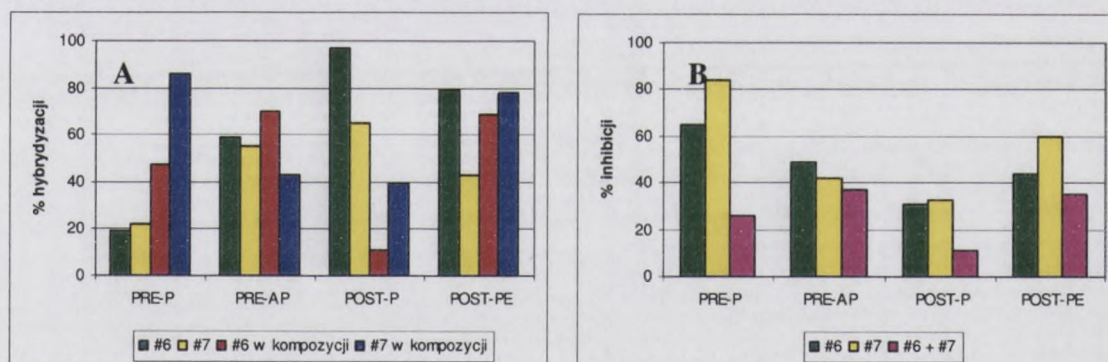 A
% hybrydyzacji
100
80
60
40
20
0
PRE-P PRE-AP POST-P POST-PE
#6 #7 #6 w kompozycji #7 w kompozycji
B
% inhibicji
100
80
60
40
20
0
PRE-P PRE-AP POST-P POST-PE
#6 #7 #6 + #7